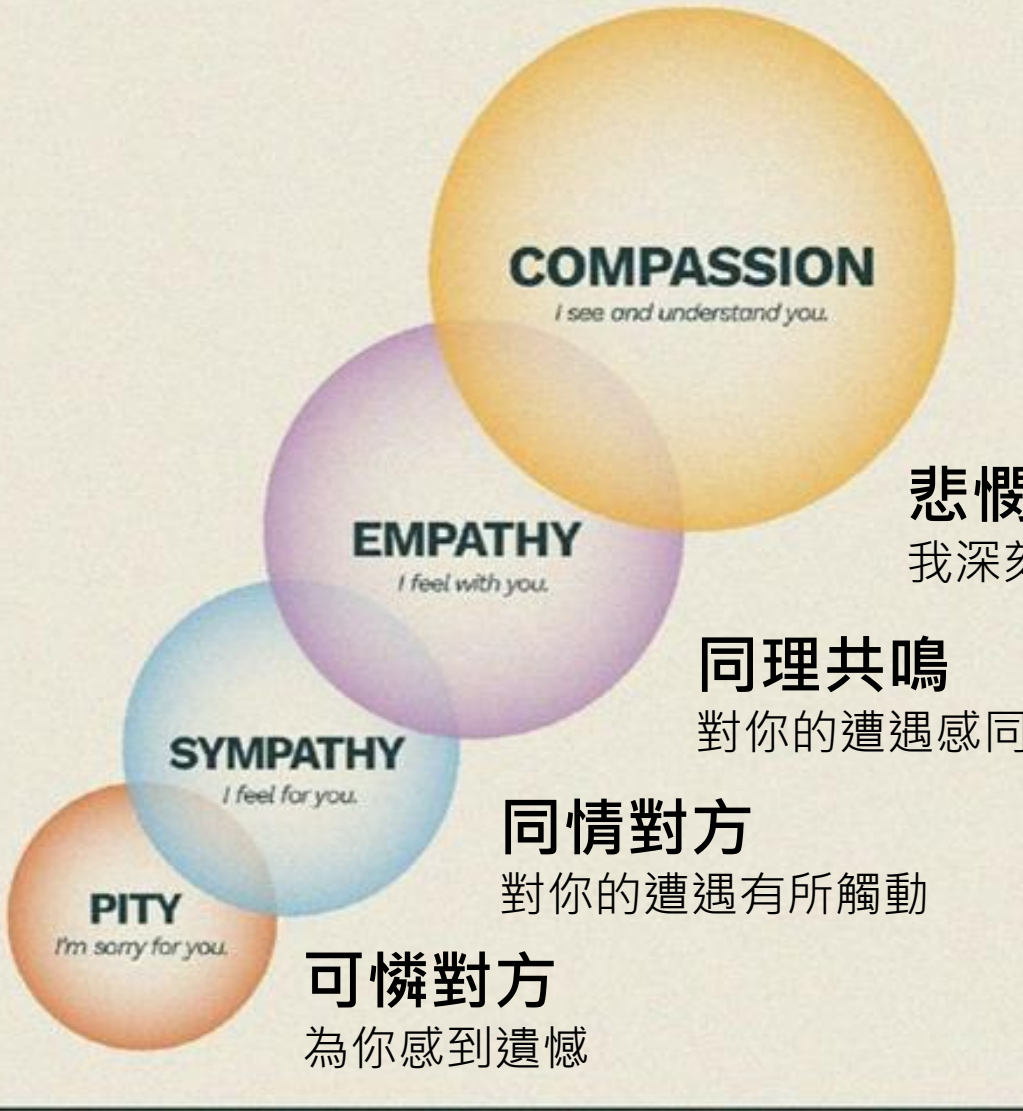 COMPASSION
i see and understand you.
EMPATHY
I feel with you.
SYMPATHY
I feel for you.
PITY
I'm sorry for you.
悲憫
我深刻
同理共鳴
對你的遭遇感同
同情對方
對你的遭遇有所觸動
可憐對方
為你感到遺憾